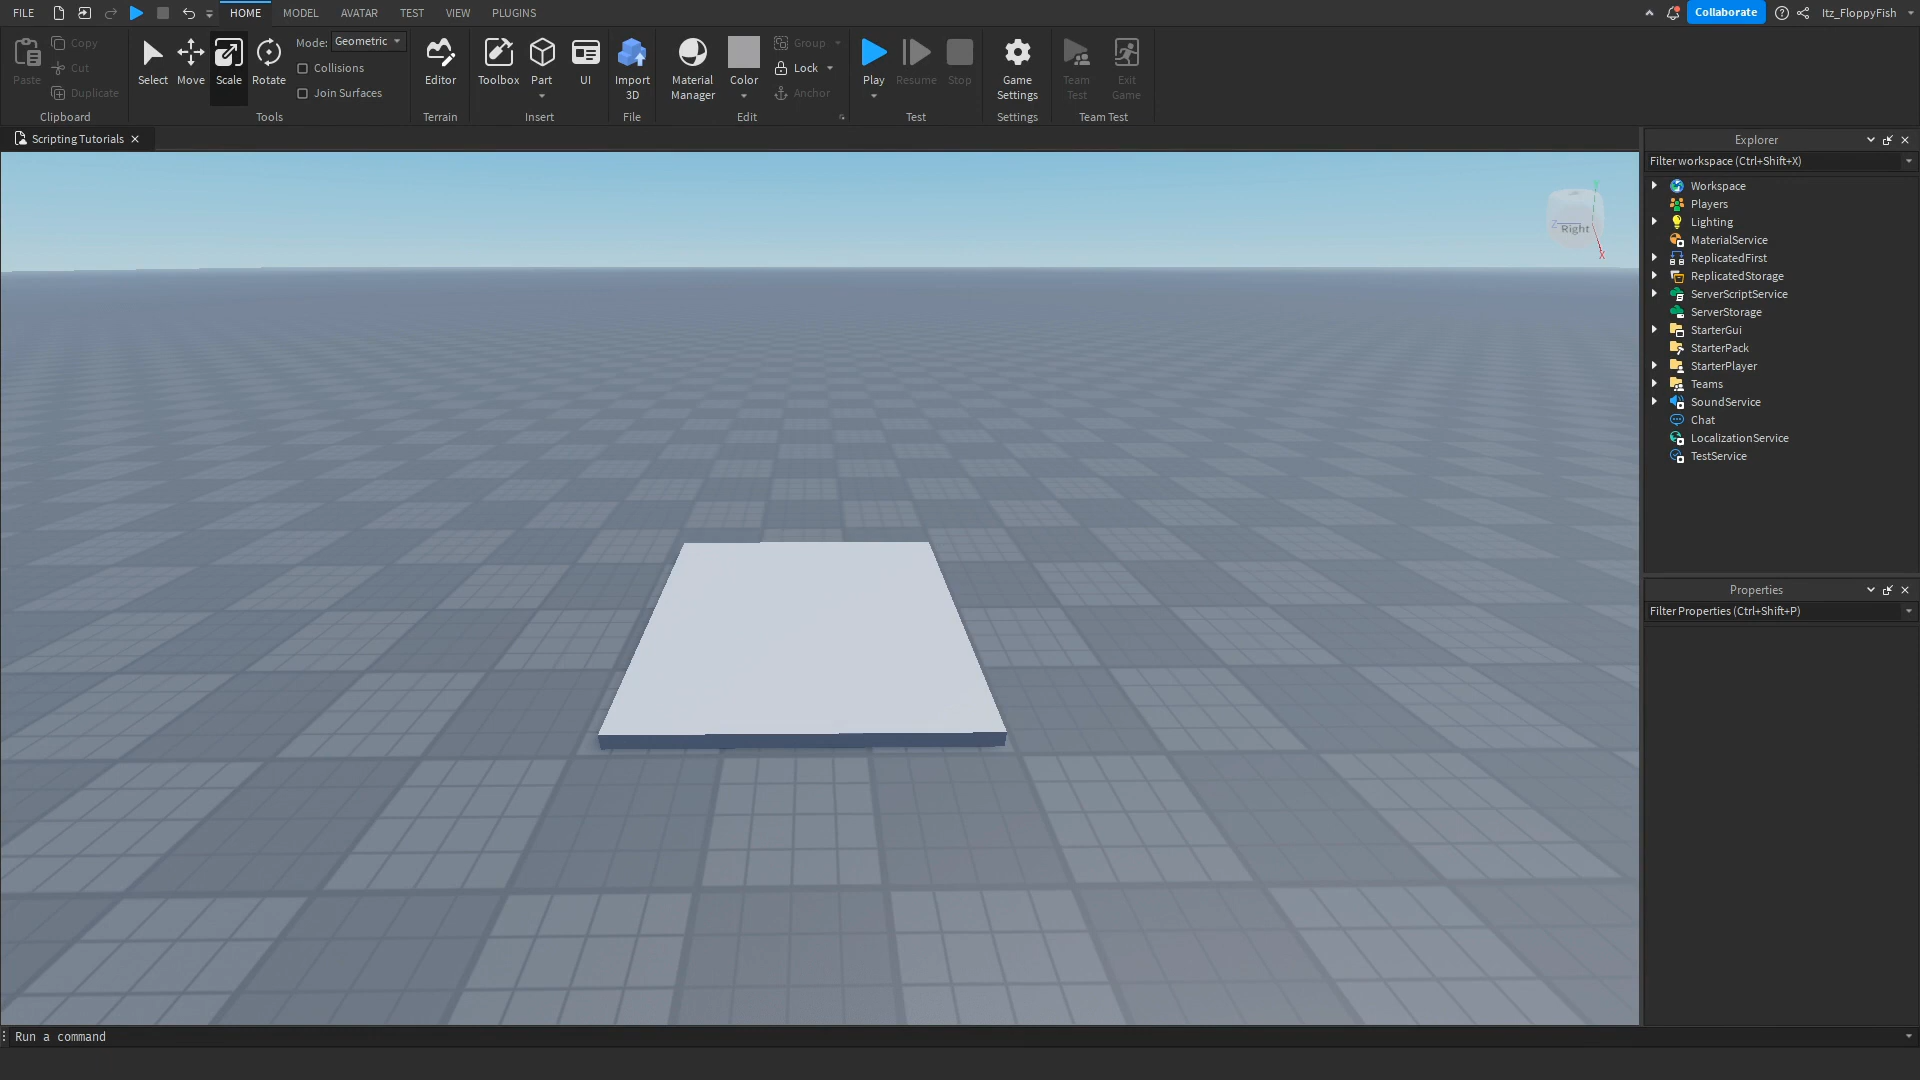 FILE HOME MODEL AVATAR TEST VIEW PLUGINS Collaborate Itz_FloppyFish
Paste
Copy
Cut
Duplicate
Clipboard
Select Move Scale Rotate
Mode: Geometric
Collisions
Join Surfaces
Tools
Editor
Terrain
Toolbox Part UI
Insert
Import
3D
File
Material
Manager
Color
Group
Lock
Anchor
Edit
Play Resume Stop
Test
Game
Settings
Settings
Team
Test
Exit
Game
Team Test
Scripting Tutorials
Z Right
X
Explorer
Filter workspace (Ctrl+Shift+X)
Workspace
Players
Lighting
MaterialService
ReplicatedFirst
ReplicatedStorage
ServerScriptService
ServerStorage
StarterGui
StarterPack
StarterPlayer
Teams
SoundService
Chat
LocalizationService
TestService
Properties
Filter Properties (Ctrl+Shift+P)
Run a command